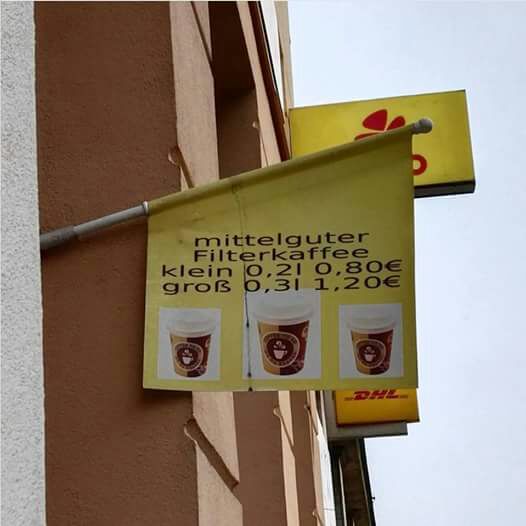 mittelguter
Filterkaffee
klein 0,2l 0,80€
groß 0,3l 1,20€
DHL